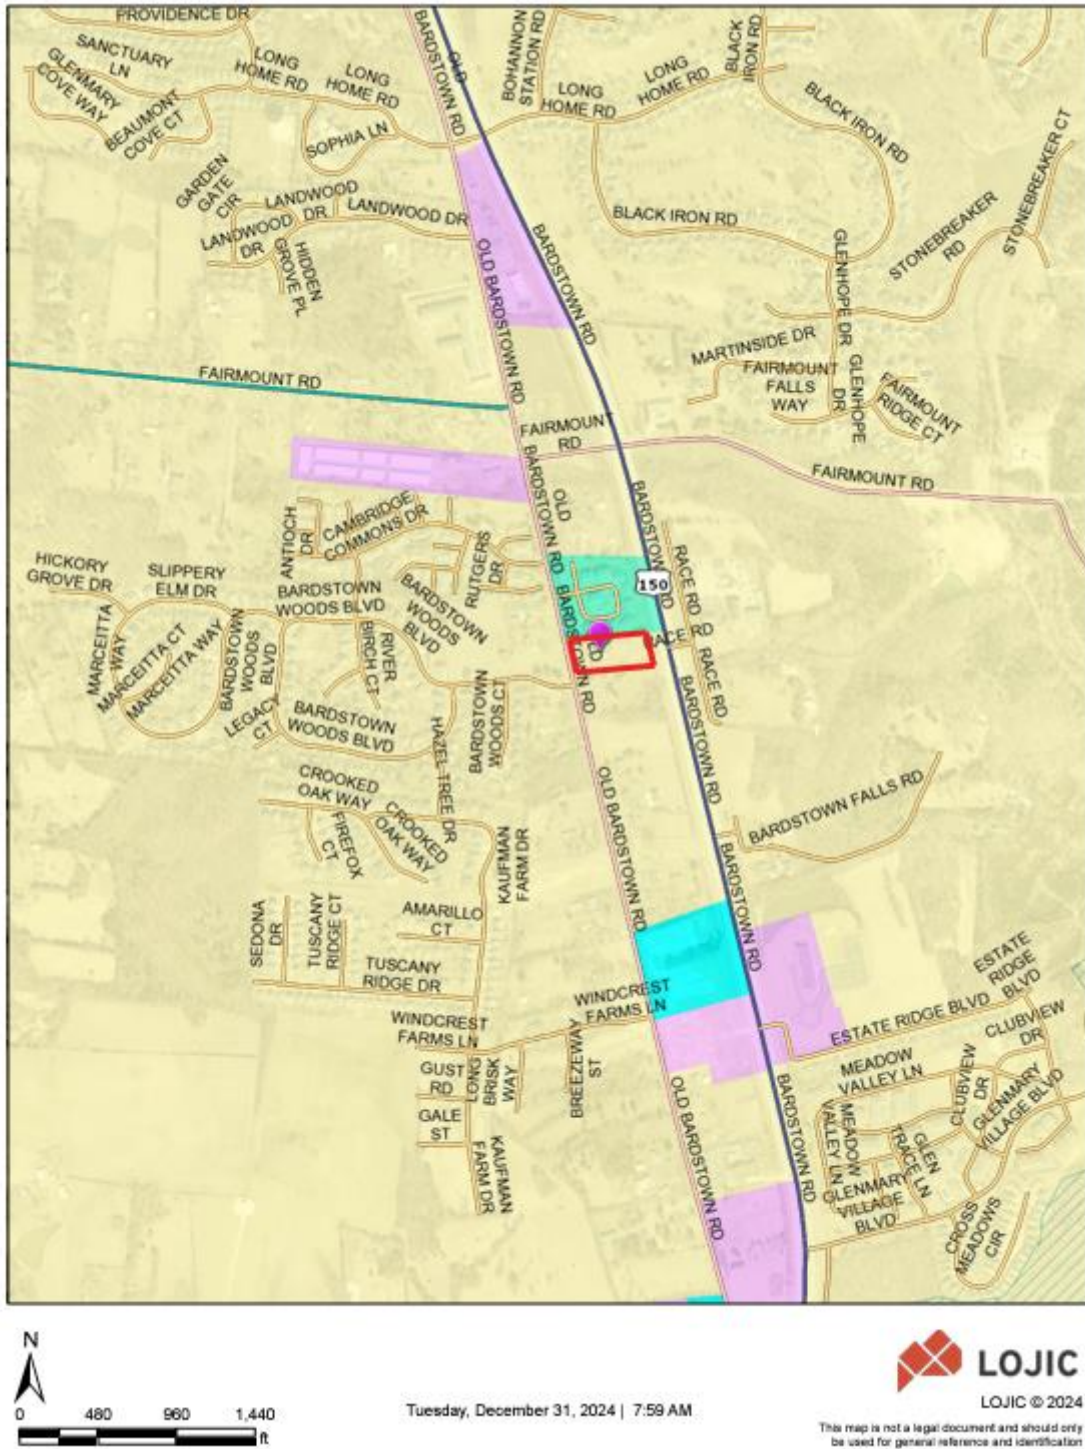 PROVIDENCE DR
SANCTUARY
LN
GLENMARY
COVE WAY
BEAUMONT
COVE CT
LONG
HOME RD
LONG
HOME RD
SOPHIA LN
OLD
BARDSTOWN RD
BOHANNON
STATION RD
LONG
HOME RD
LONG
HOME RD
BLACK
IRON RD
BLACK IRON RD
STONEBREAKER CT
GARDEN
GATE
CIR
LANDWOOD
DR
LANDWOOD DR
LANDWOOD
DR
HIDDEN
GROVE PL
OLD BARDSTOWN RD
BARDSTOWN RD
BLACK IRON RD
GLENHOPE DR
STONEBREAKER
RD
MARTINSIDE DR
FAIRMOUNT
FALLS
WAY
GLENHOPE
DR
FAIRMOUNT
RIDGE CT
FAIRMOUNT RD
FAIRMOUNT
RD
FAIRMOUNT RD
OLD
BARDSTOWN RD
BARDSTOWN RD
150
RACE RD
RACE RD
RACE RD
ANTIOCH
DR
CAMBRIDGE
COMMONS DR
RUTGERS
DR
HICKORY
GROVE DR
SLIPPERY
ELM DR
BARDSTOWN
WOODS BLVD
BARDSTOWN
WOODS
BLVD
MARCEITTA
WAY
MARCEITTA CT
MARCEITTA WAY
BARDSTOWN
WOODS
BLVD
LEGACY
CT
RIVER
BIRCH CT
BARDSTOWN
WOODS BLVD
HAZEL TREE DR
BARDSTOWN
WOODS CT
OLD
BARDSTOWN RD
BARDSTOWN RD
CROOKED
OAK WAY
CROOKED
OAK WAY
FIREFOX
CT
KAUFMAN
FARM DR
OLD BARDSTOWN RD
BARDSTOWN FALLS RD
BARDSTOWN RD
SEDONA
DR
TUSCANY
RIDGE CT
AMARILLO
CT
TUSCANY
RIDGE DR
WINDCREST
FARMS LN
WINDCREST
FARMS LN
ESTATE
RIDGE
BLVD
ESTATE RIDGE BLVD
CLUBVIEW
DR
GUST
RD
LONG
BRISK
WAY
BREEZEWAY
ST
GALE
ST
KAUFMAN
FARM DR
OLD BARDSTOWN RD
BARDSTOWN RD
MEADOW
VALLEY LN
MEADOW
VALLEY LN
CLUBVIEW
DR
GLENMARY
VILLAGE BLVD
GLEN
TRACE LN
GLENMARY
VILLAGE
BLVD
CROSS
MEADOWS
CIR
N
0 480 960 1,440
ft
Tuesday, December 31, 2024 | 7:59 AM
LOJIC
LOJIC © 2024
This map is not a legal document and should only
be used for general reference and identification